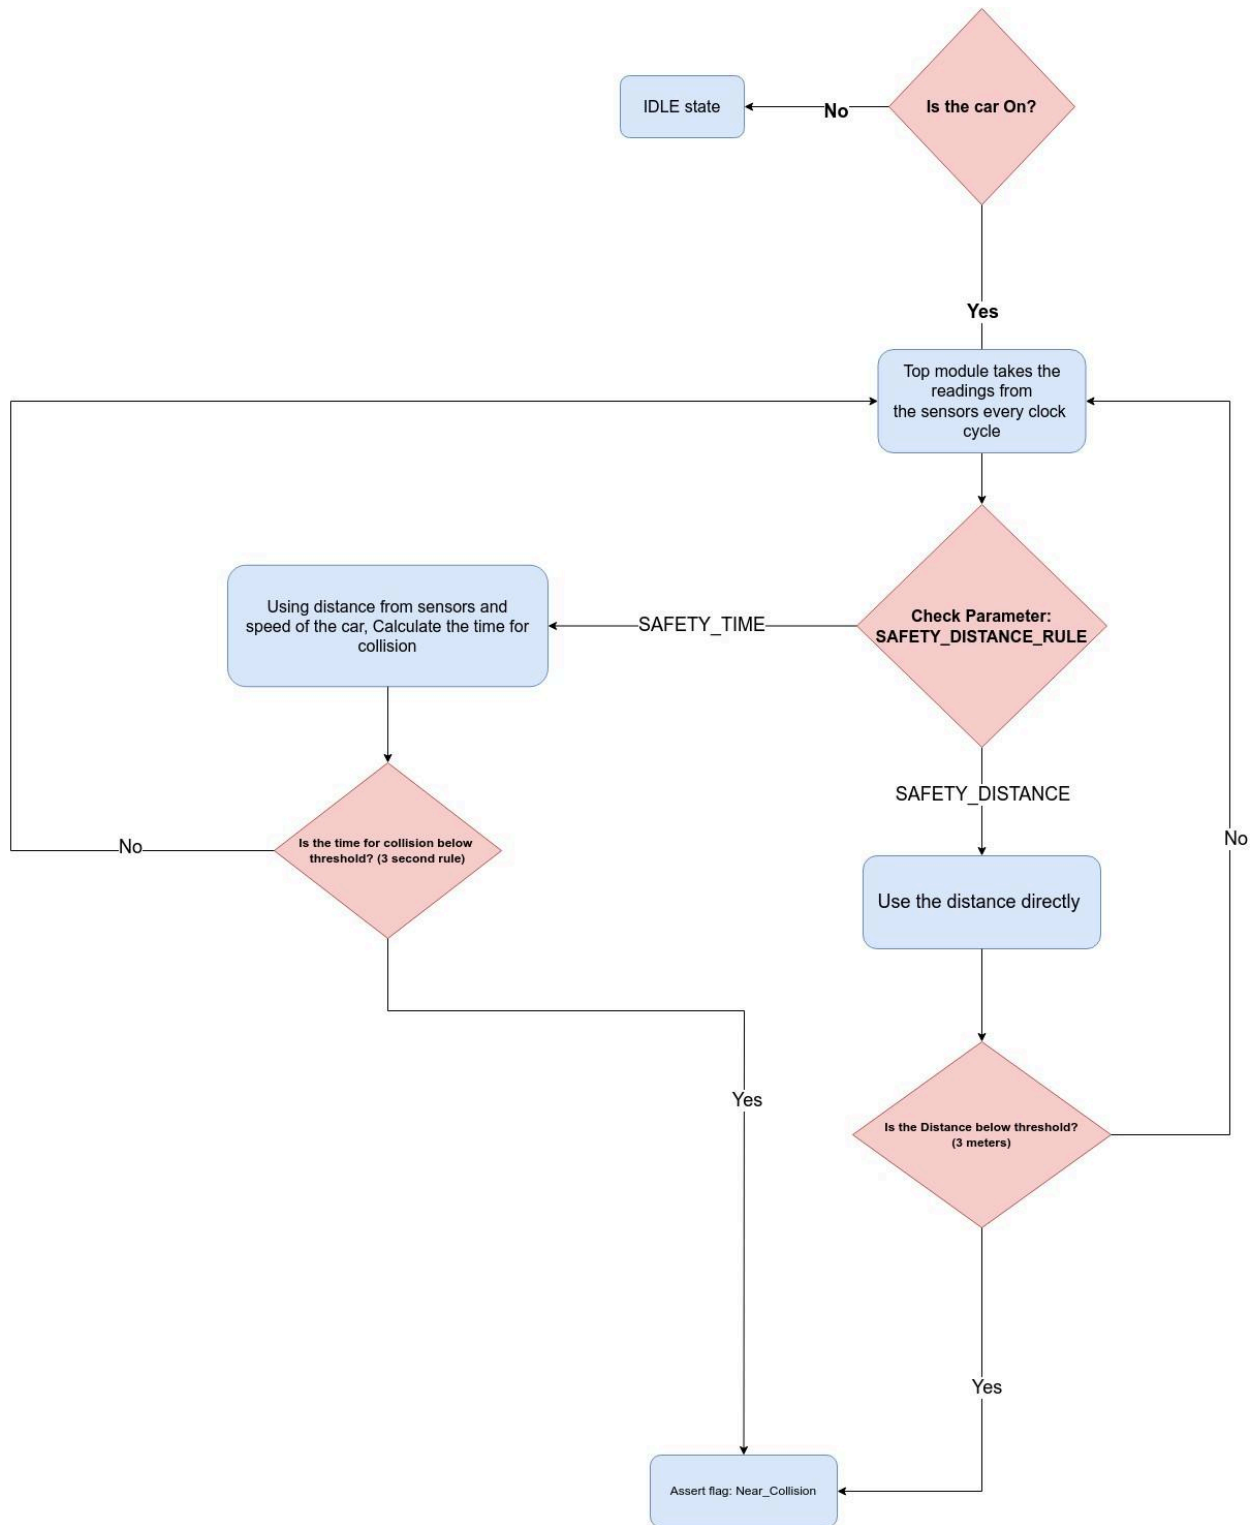 Is the car On?
IDLE state
No
Yes
Top module takes the
readings from
the sensors every clock
cycle
Check Parameter:
SAFETY_DISTANCE_RULE
SAFETY_TIME
Using distance from sensors and
speed of the car, Calculate the time for
collision
Is the time for collision below
threshold? (3 second rule)
No
Yes
SAFETY_DISTANCE
Use the distance directly
Is the Distance below threshold?
(3 meters)
No
Yes
Assert flag: Near_Collision